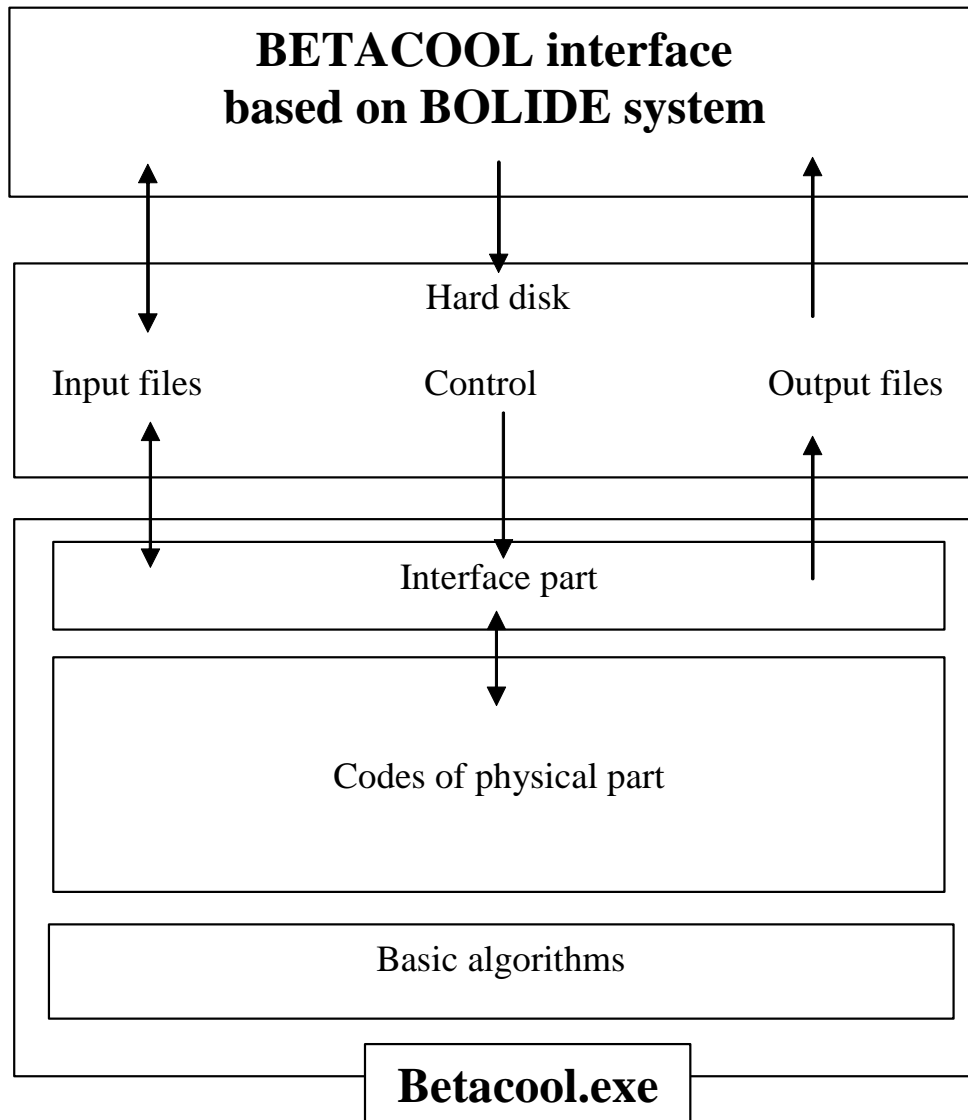 BETACOOL interface
based on BOLIDE system
Hard disk
Input files
Control
Output files
Interface part
Codes of physical part
Basic algorithms
Betacool.exe